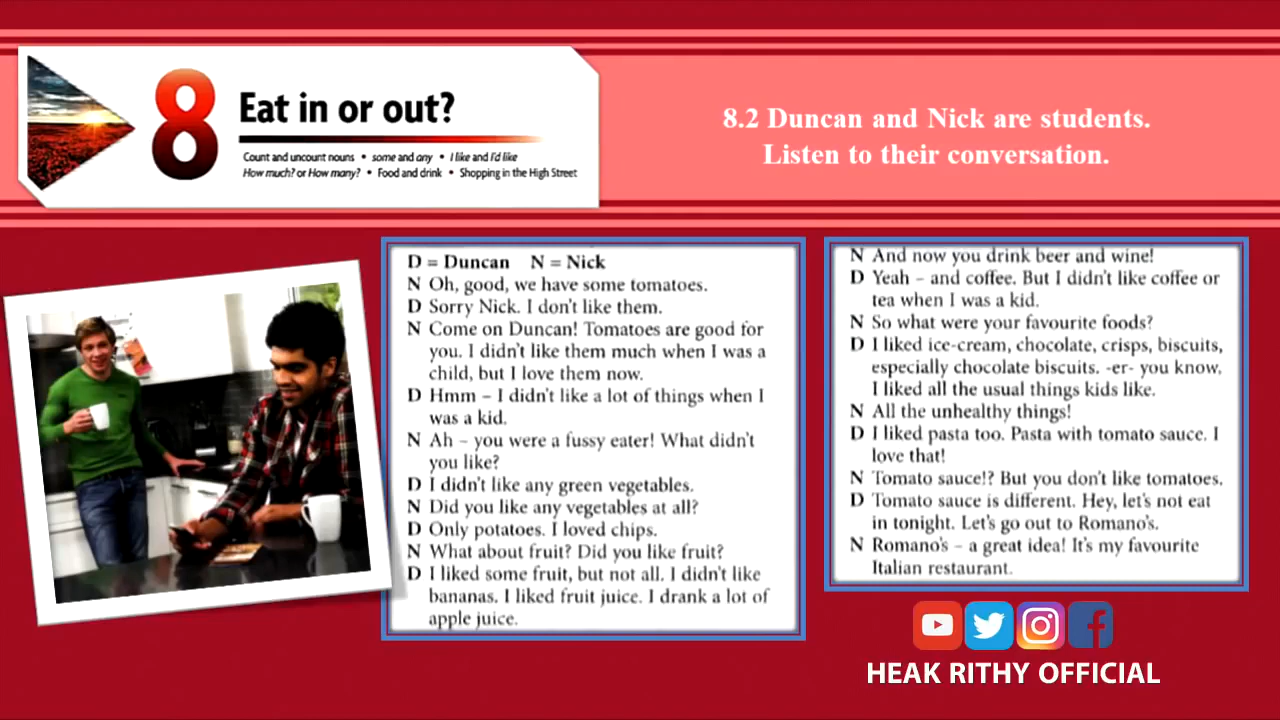 8
Eat in or out?
Count and uncount nouns • some and any • I like and I'd like
How much? or How many? • Food and drink • Shopping in the High Street
8.2 Duncan and Nick are students.
Listen to their conversation.
D = Duncan N = Nick
N Oh, good, we have some tomatoes.
D Sorry Nick. I don't like them.
N Come on Duncan! Tomatoes are good for
you. I didn't like them much when I was a
child, but I love them now.
D Hmm – I didn't like a lot of things when I
was a kid.
N Ah – you were a fussy eater! What didn't
you like?
D I didn't like any green vegetables.
N Did you like any vegetables at all?
D Only potatoes. I loved chips.
N What about fruit? Did you like fruit?
D I liked some fruit, but not all. I didn't like
bananas. I liked fruit juice. I drank a lot of
apple juice.
N And now you drink beer and wine!
D Yeah – and coffee. But I didn't like coffee or
tea when I was a kid.
N So what were your favourite foods?
D I liked ice-cream, chocolate, crisps, biscuits,
especially chocolate biscuits. -er- you know,
I liked all the usual things kids like.
N All the unhealthy things!
D I liked pasta too. Pasta with tomato sauce. I
love that!
N Tomato sauce!? But you don't like tomatoes.
D Tomato sauce is different. Hey, let's not eat
in tonight. Let's go out to Romano's.
N Romano's – a great idea! It's my favourite
Italian restaurant.
HEAK RITHY OFFICIAL